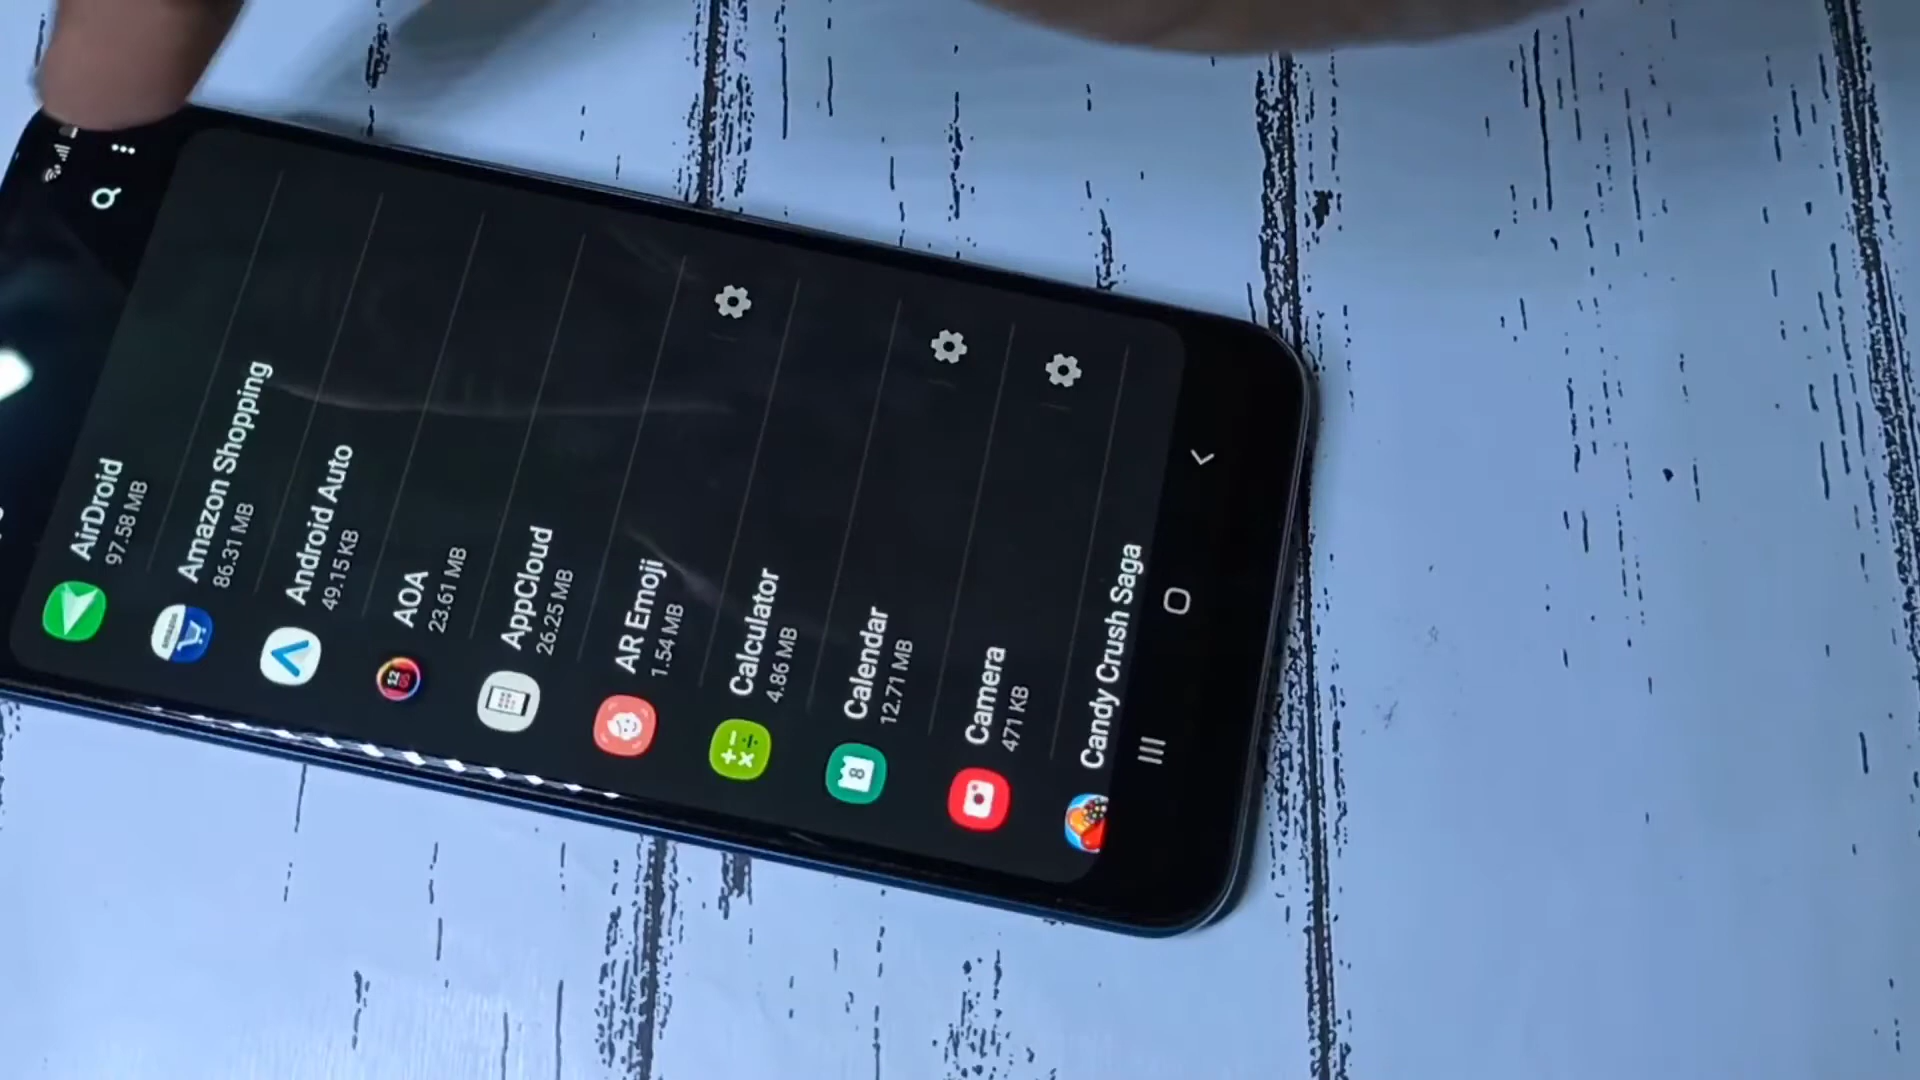 AirDroid
97.58 MB
Amazon Shopping
86.31 MB
Android Auto
49.15 KB
AOA
23.61 MB
AppCloud
26.25 MB
AR Emoji
1.54 MB
Calculator
4.86 MB
Calendar
12.71 MB
Camera
471 KB
Candy Crush Saga